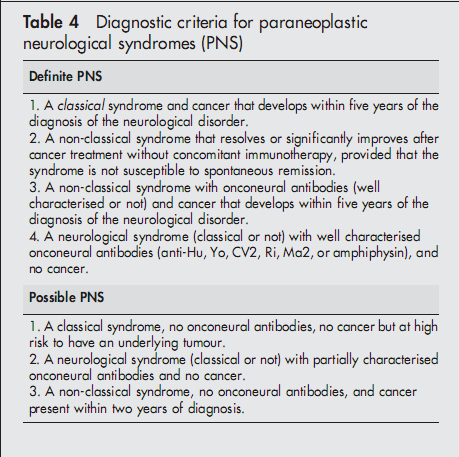 Table 4 Diagnostic criteria for paraneoplastic
neurological syndromes (PNS)
Definite PNS
1. A classical syndrome and cancer that develops within five years of the
diagnosis of the neurological disorder.
2. A non-classical syndrome that resolves or significantly improves after
cancer treatment without concomitant immunotherapy, provided that the
syndrome is not susceptible to spontaneous remission.
3. A non-classical syndrome with onconeural antibodies (well
characterised or not) and cancer that develops within five years of the
diagnosis of the neurological disorder.
4. A neurological syndrome (classical or not) with well characterised
onconeural antibodies (anti-Hu, Yo, CV2, Ri, Ma2, or amphiphysin), and
no cancer.
Possible PNS
1. A classical syndrome, no onconeural antibodies, no cancer but at high
risk to have an underlying tumour.
2. A neurological syndrome (classical or not) with partially characterised
onconeural antibodies and no cancer.
3. A non-classical syndrome, no onconeural antibodies, and cancer
present within two years of diagnosis.